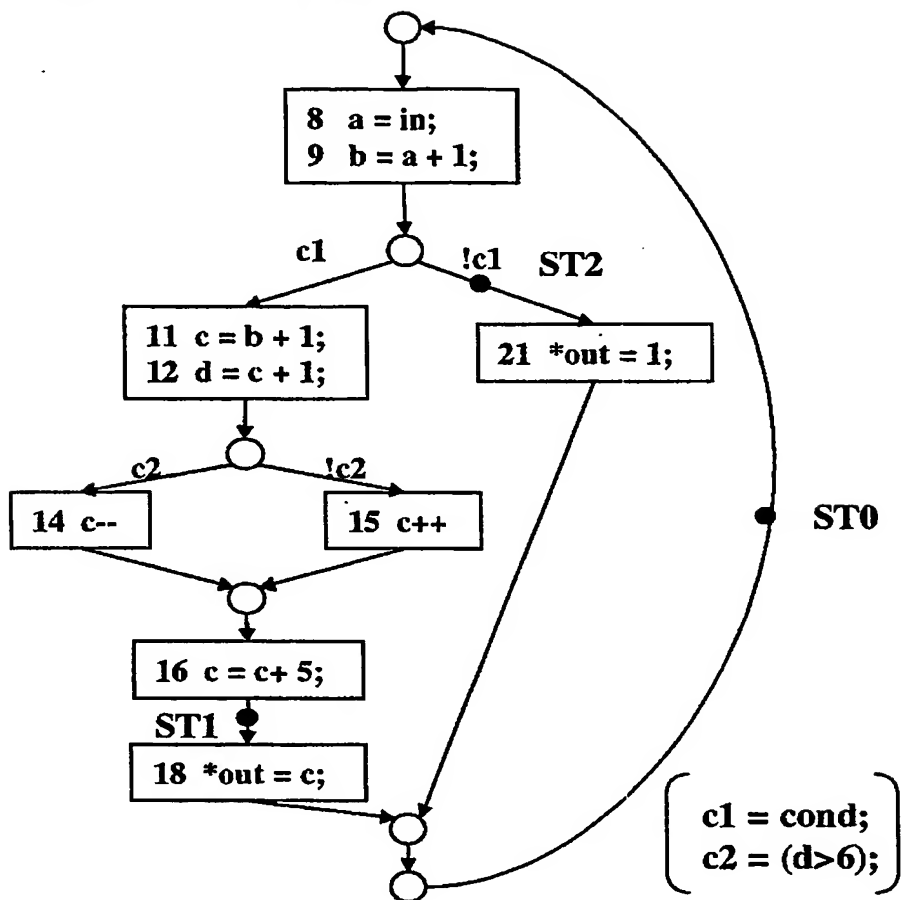 8 a = in;
9 b = a + 1;
c1
!c1
ST2
11 c = b + 1;
12 d = c + 1;
21 *out = 1;
c2
!c2
14 c--
15 c++
ST0
16 c = c+ 5;
ST1
18 *out = c;
c1 = cond;
c2 = (d>6);